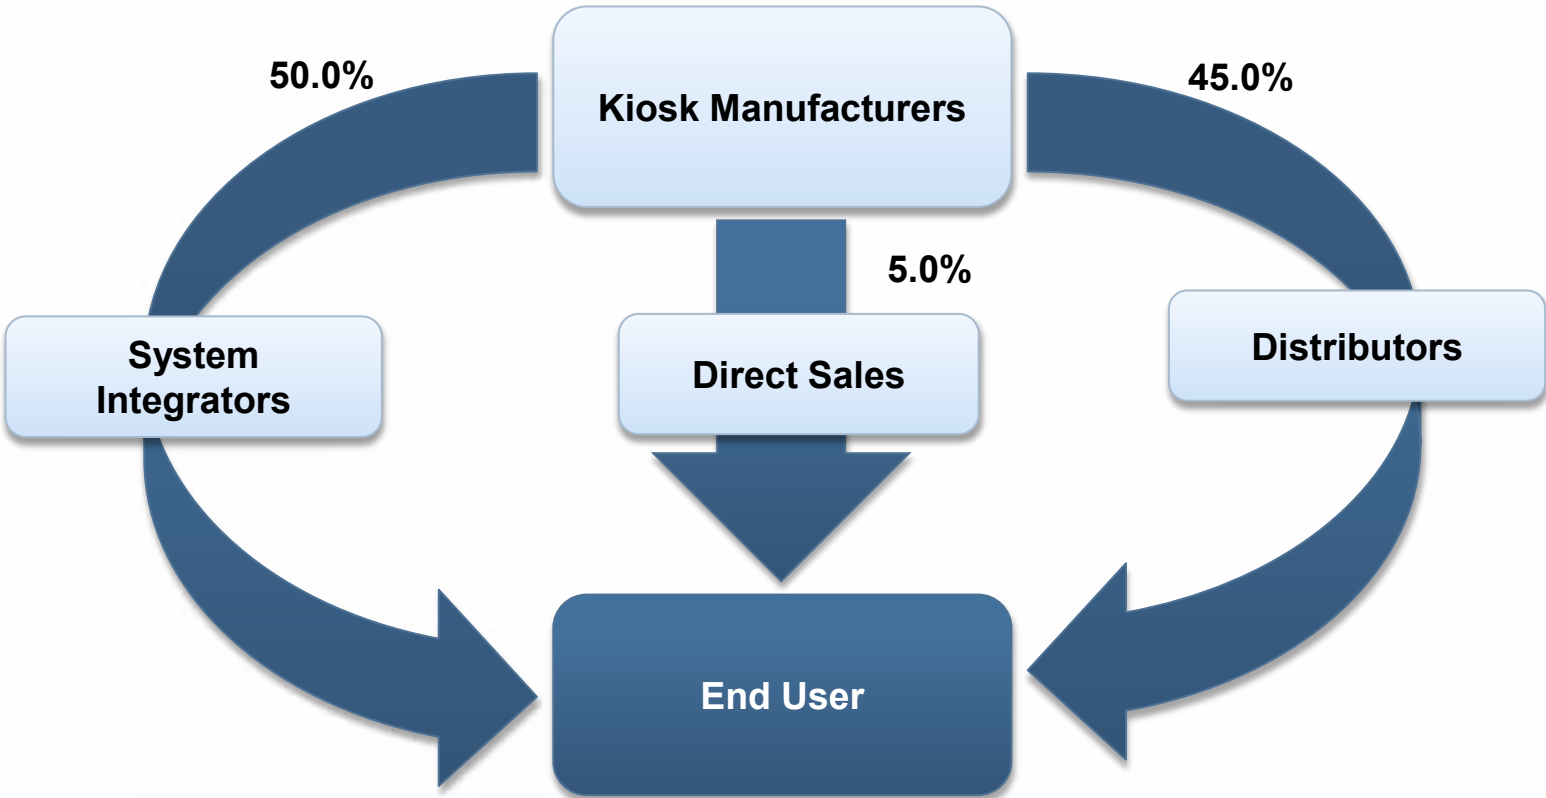 50.0%
Kiosk Manufacturers
45.0%
5.0%
System
Integrators
Direct Sales
Distributors
End User